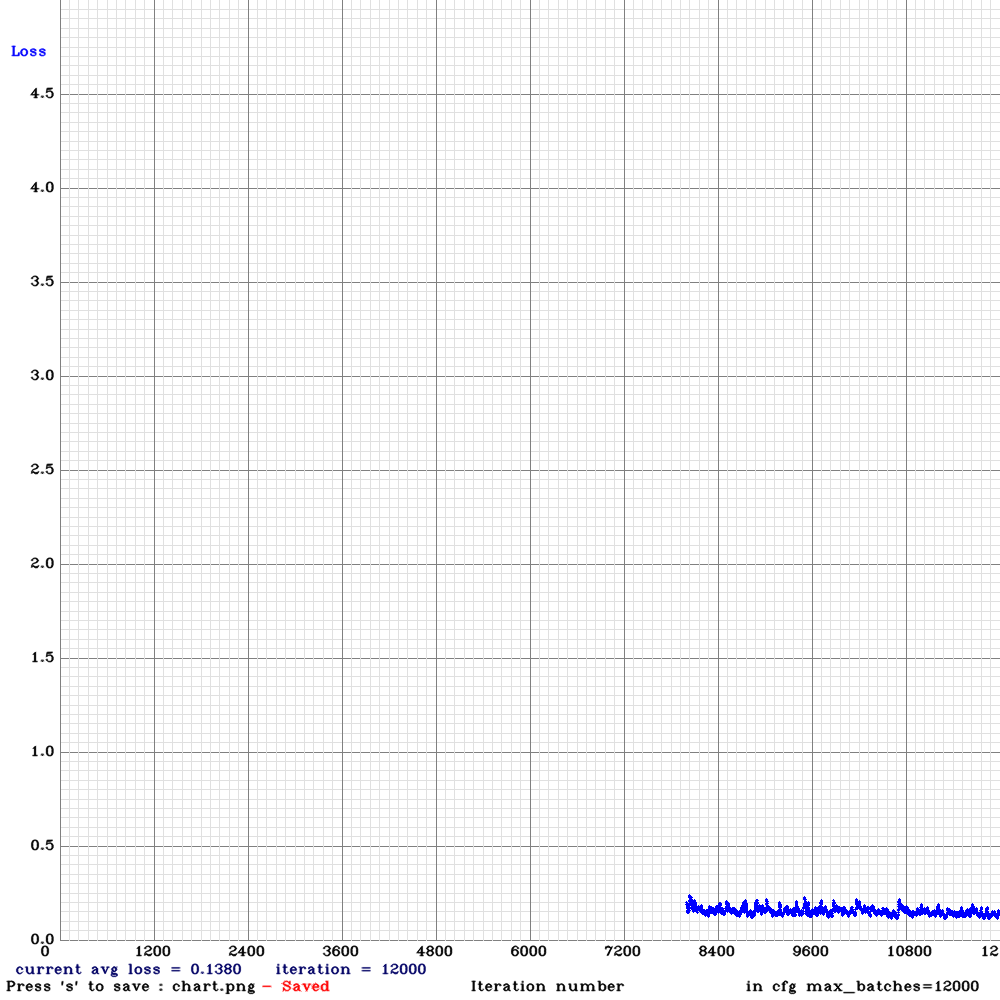 Loss
4.5
4.0
3.5
3.0
2.5
2.0
1.5
1.0
0.5
0.0
0 1200 2400 3600 4800 6000 7200 8400 9600 10800 12
current avg loss = 0.1380 iteration = 12000
Press 's' to save : chart.png - Saved Iteration number in cfg max_batches=12000